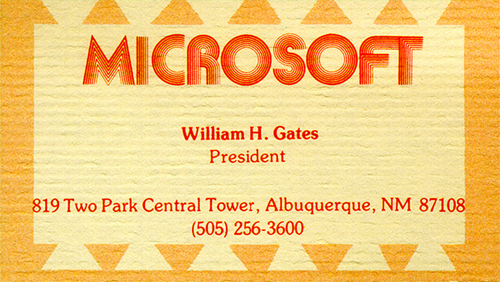 MICROSOFT
William H. Gates
President
819 Two Park Central Tower, Albuquerque, NM 87108
(505) 256-3600